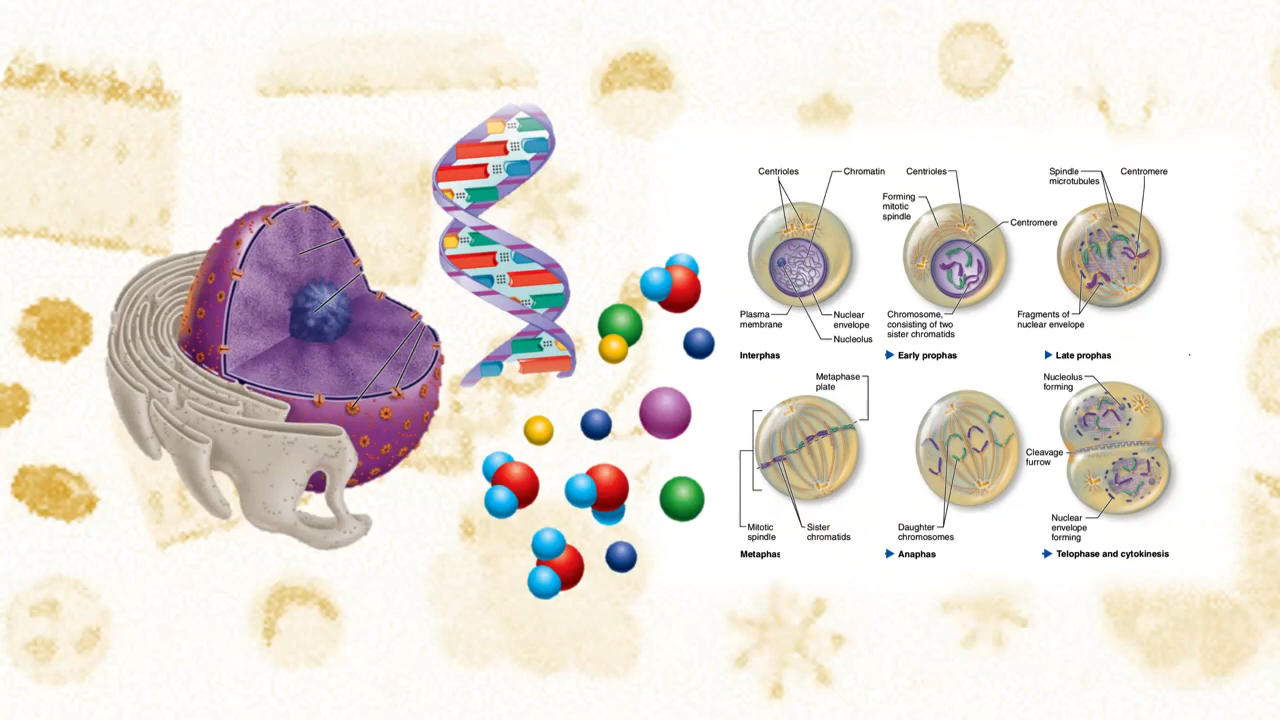 Centrioles
Chromatin
Plasma
membrane
Nuclear
envelope
Nucleolus
Interphas
Centrioles
Forming
mitotic
spindle
Centromere
Chromosome,
consisting of two
sister chromatids
Early prophas
Spindle
microtubules
Centromere
Fragments of
nuclear envelope
Late prophas
Metaphase
plate
Mitotic
spindle
Sister
chromatids
Metaphas
Daughter
chromosomes
Anaphas
Nucleolus
forming
Cleavage
furrow
Nuclear
envelope
forming
Telophase and cytokinesis